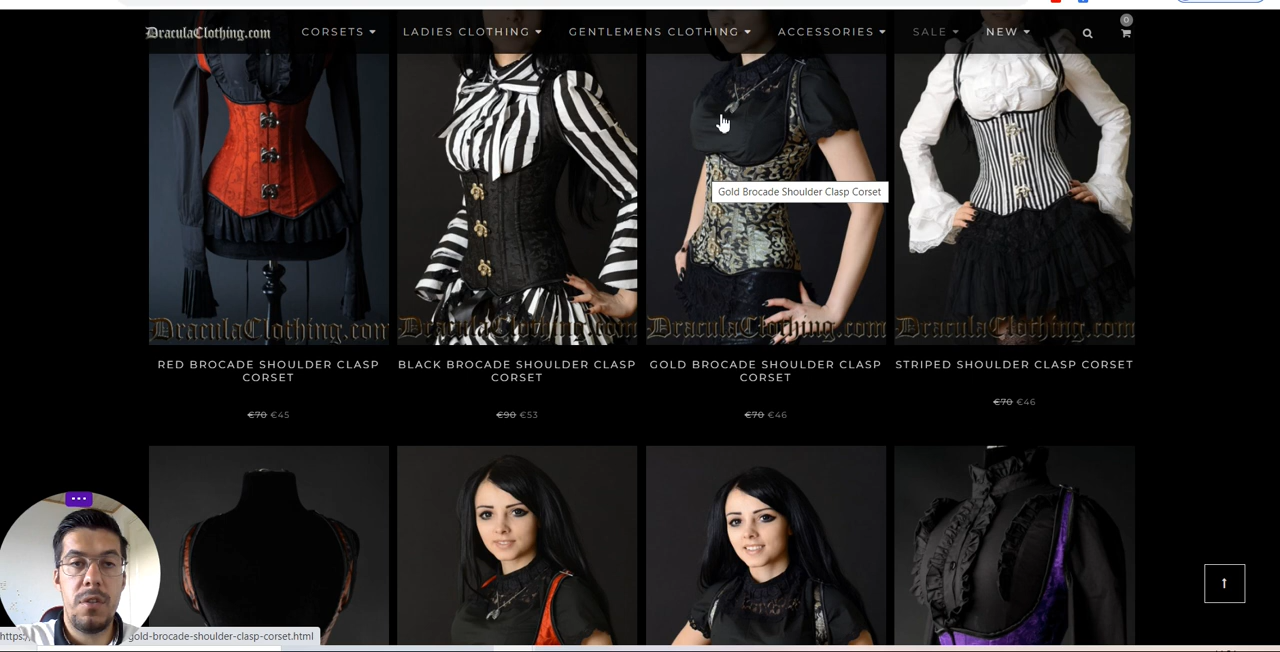 DraculaClothing.com
CORSETS
LADIES CLOTHING
GENTLEMENS CLOTHING
ACCESSORIES
SALE
NEW
0
Gold Brocade Shoulder Clasp Corset
DraculaClothing.com
DraculaClothing.com
DraculaClothing.com
DraculaClothing.com
RED BROCADE SHOULDER CLASP
CORSET
€70 €45
BLACK BROCADE SHOULDER CLASP
CORSET
€90 €53
GOLD BROCADE SHOULDER CLASP
CORSET
€70 €46
STRIPED SHOULDER CLASP CORSET
€70 €46
https:/ gold-brocade-shoulder-clasp-corset.html